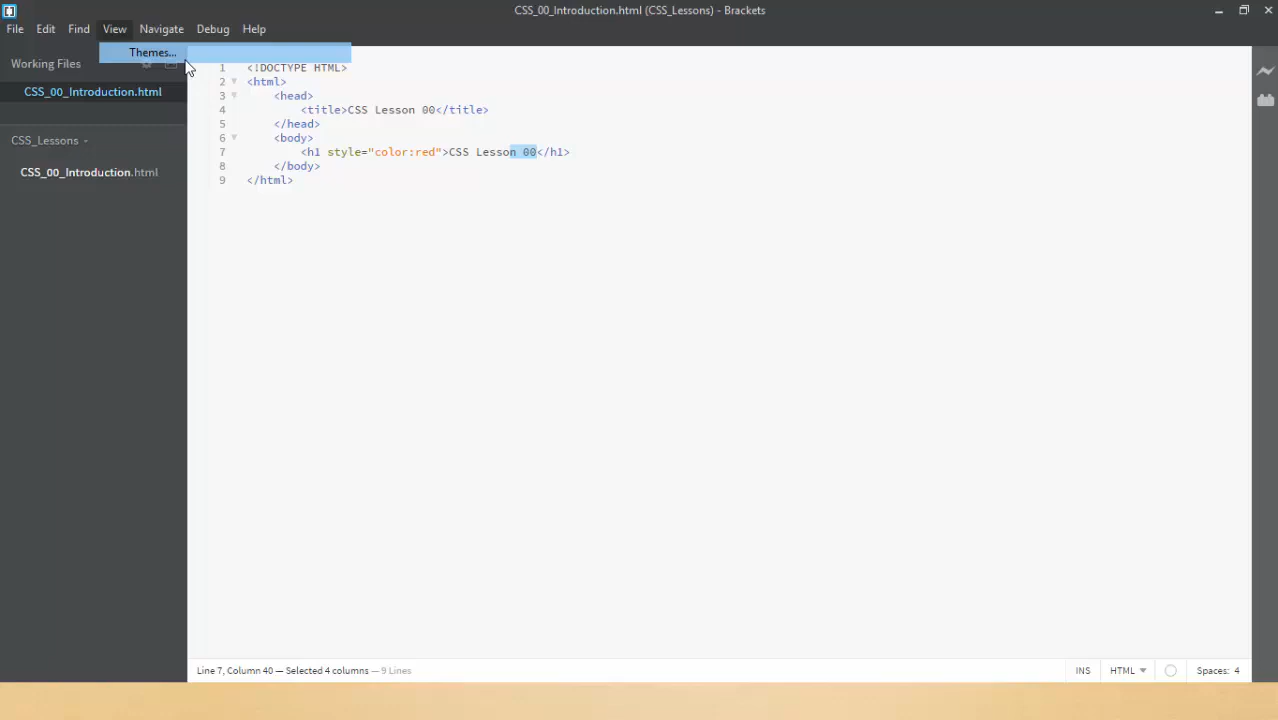 CSS_00_Introduction.html (CSS_Lessons) - Brackets
File Edit Find View Navigate Debug Help
Themes...
Working Files
CSS_00_Introduction.html
CSS_Lessons
CSS_00_Introduction.html
1 <!DOCTYPE HTML>
2 <html>
3 <head>
4 <title>CSS Lesson 00</title>
5 </head>
6 <body>
7 <h1 style="color:red">CSS Lesson 00</h1>
8 </body>
9 </html>
Line 7, Column 40 — Selected 4 columns — 9 Lines
INS HTML Spaces: 4